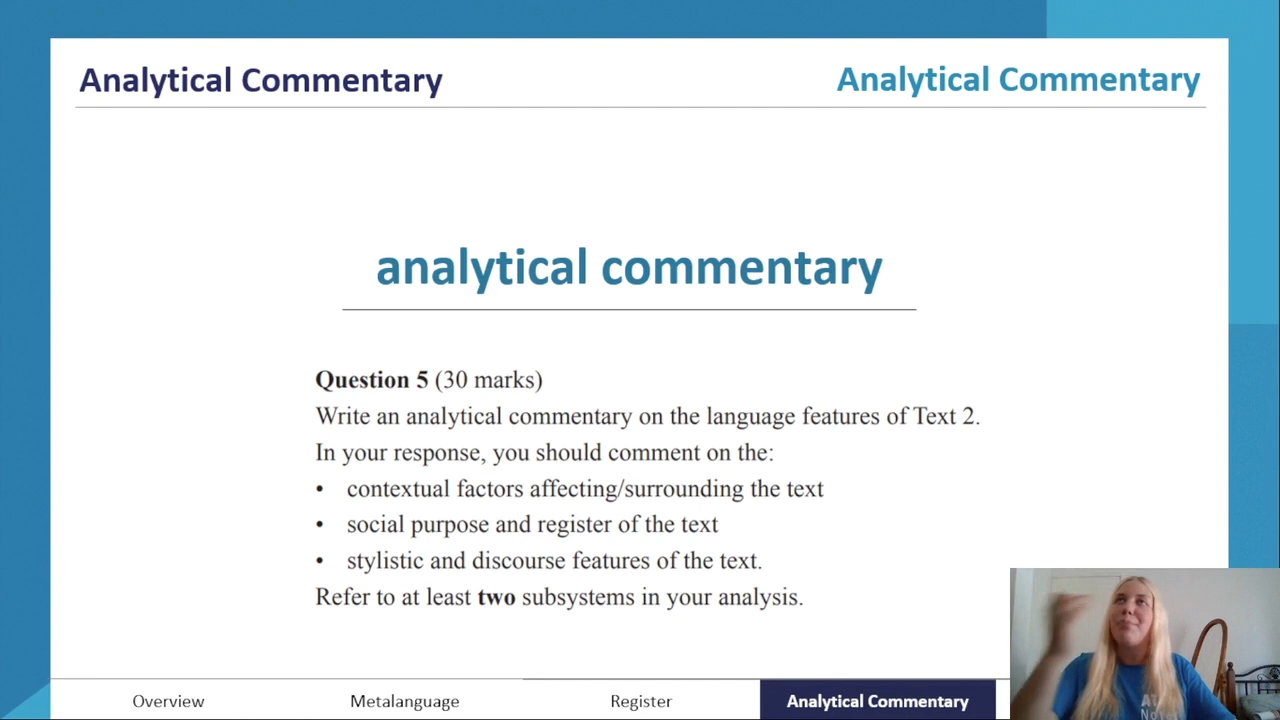 Analytical Commentary
Analytical Commentary
analytical commentary
Question 5 (30 marks)
Write an analytical commentary on the language features of Text 2.
In your response, you should comment on the:
• contextual factors affecting/surrounding the text
• social purpose and register of the text
• stylistic and discourse features of the text.
Refer to at least two subsystems in your analysis.
Overview
Metalanguage
Register
Analytical Commentary